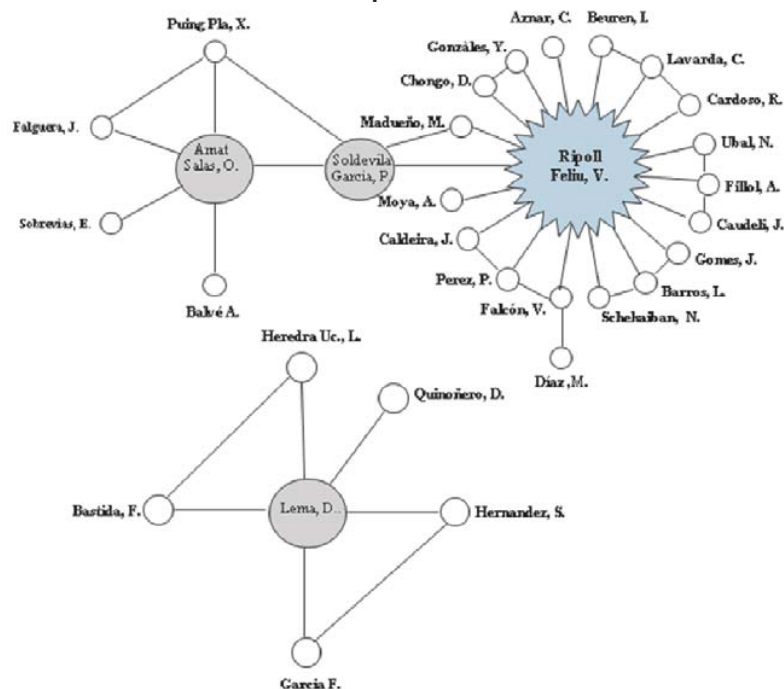 Aznar, C.
Beuren, I.
Puing Pla, X.
Gonzàles, Y.
Lavarda, C.
Chongo, D.
Cardoso, R.
Falguera, J.
Madueño, M.
Ubal, N.
Amat
Salas, O.
Soldevila
Garcia, P.
Ripoll
Feliu, V.
Fillol, A.
Moya, A.
Sobrevias, E.
Caudeli, J.
Caldeira, J.
Gomes, J.
Perez, P.
Barros, L.
Balvé A.
Falcón, V.
Schekaiban, N.
Heredra Uc., L.
Díaz ,M.
Quinoñero, D.
Bastida, F.
Lema, D..
Hernandez, S.
Garcia F.